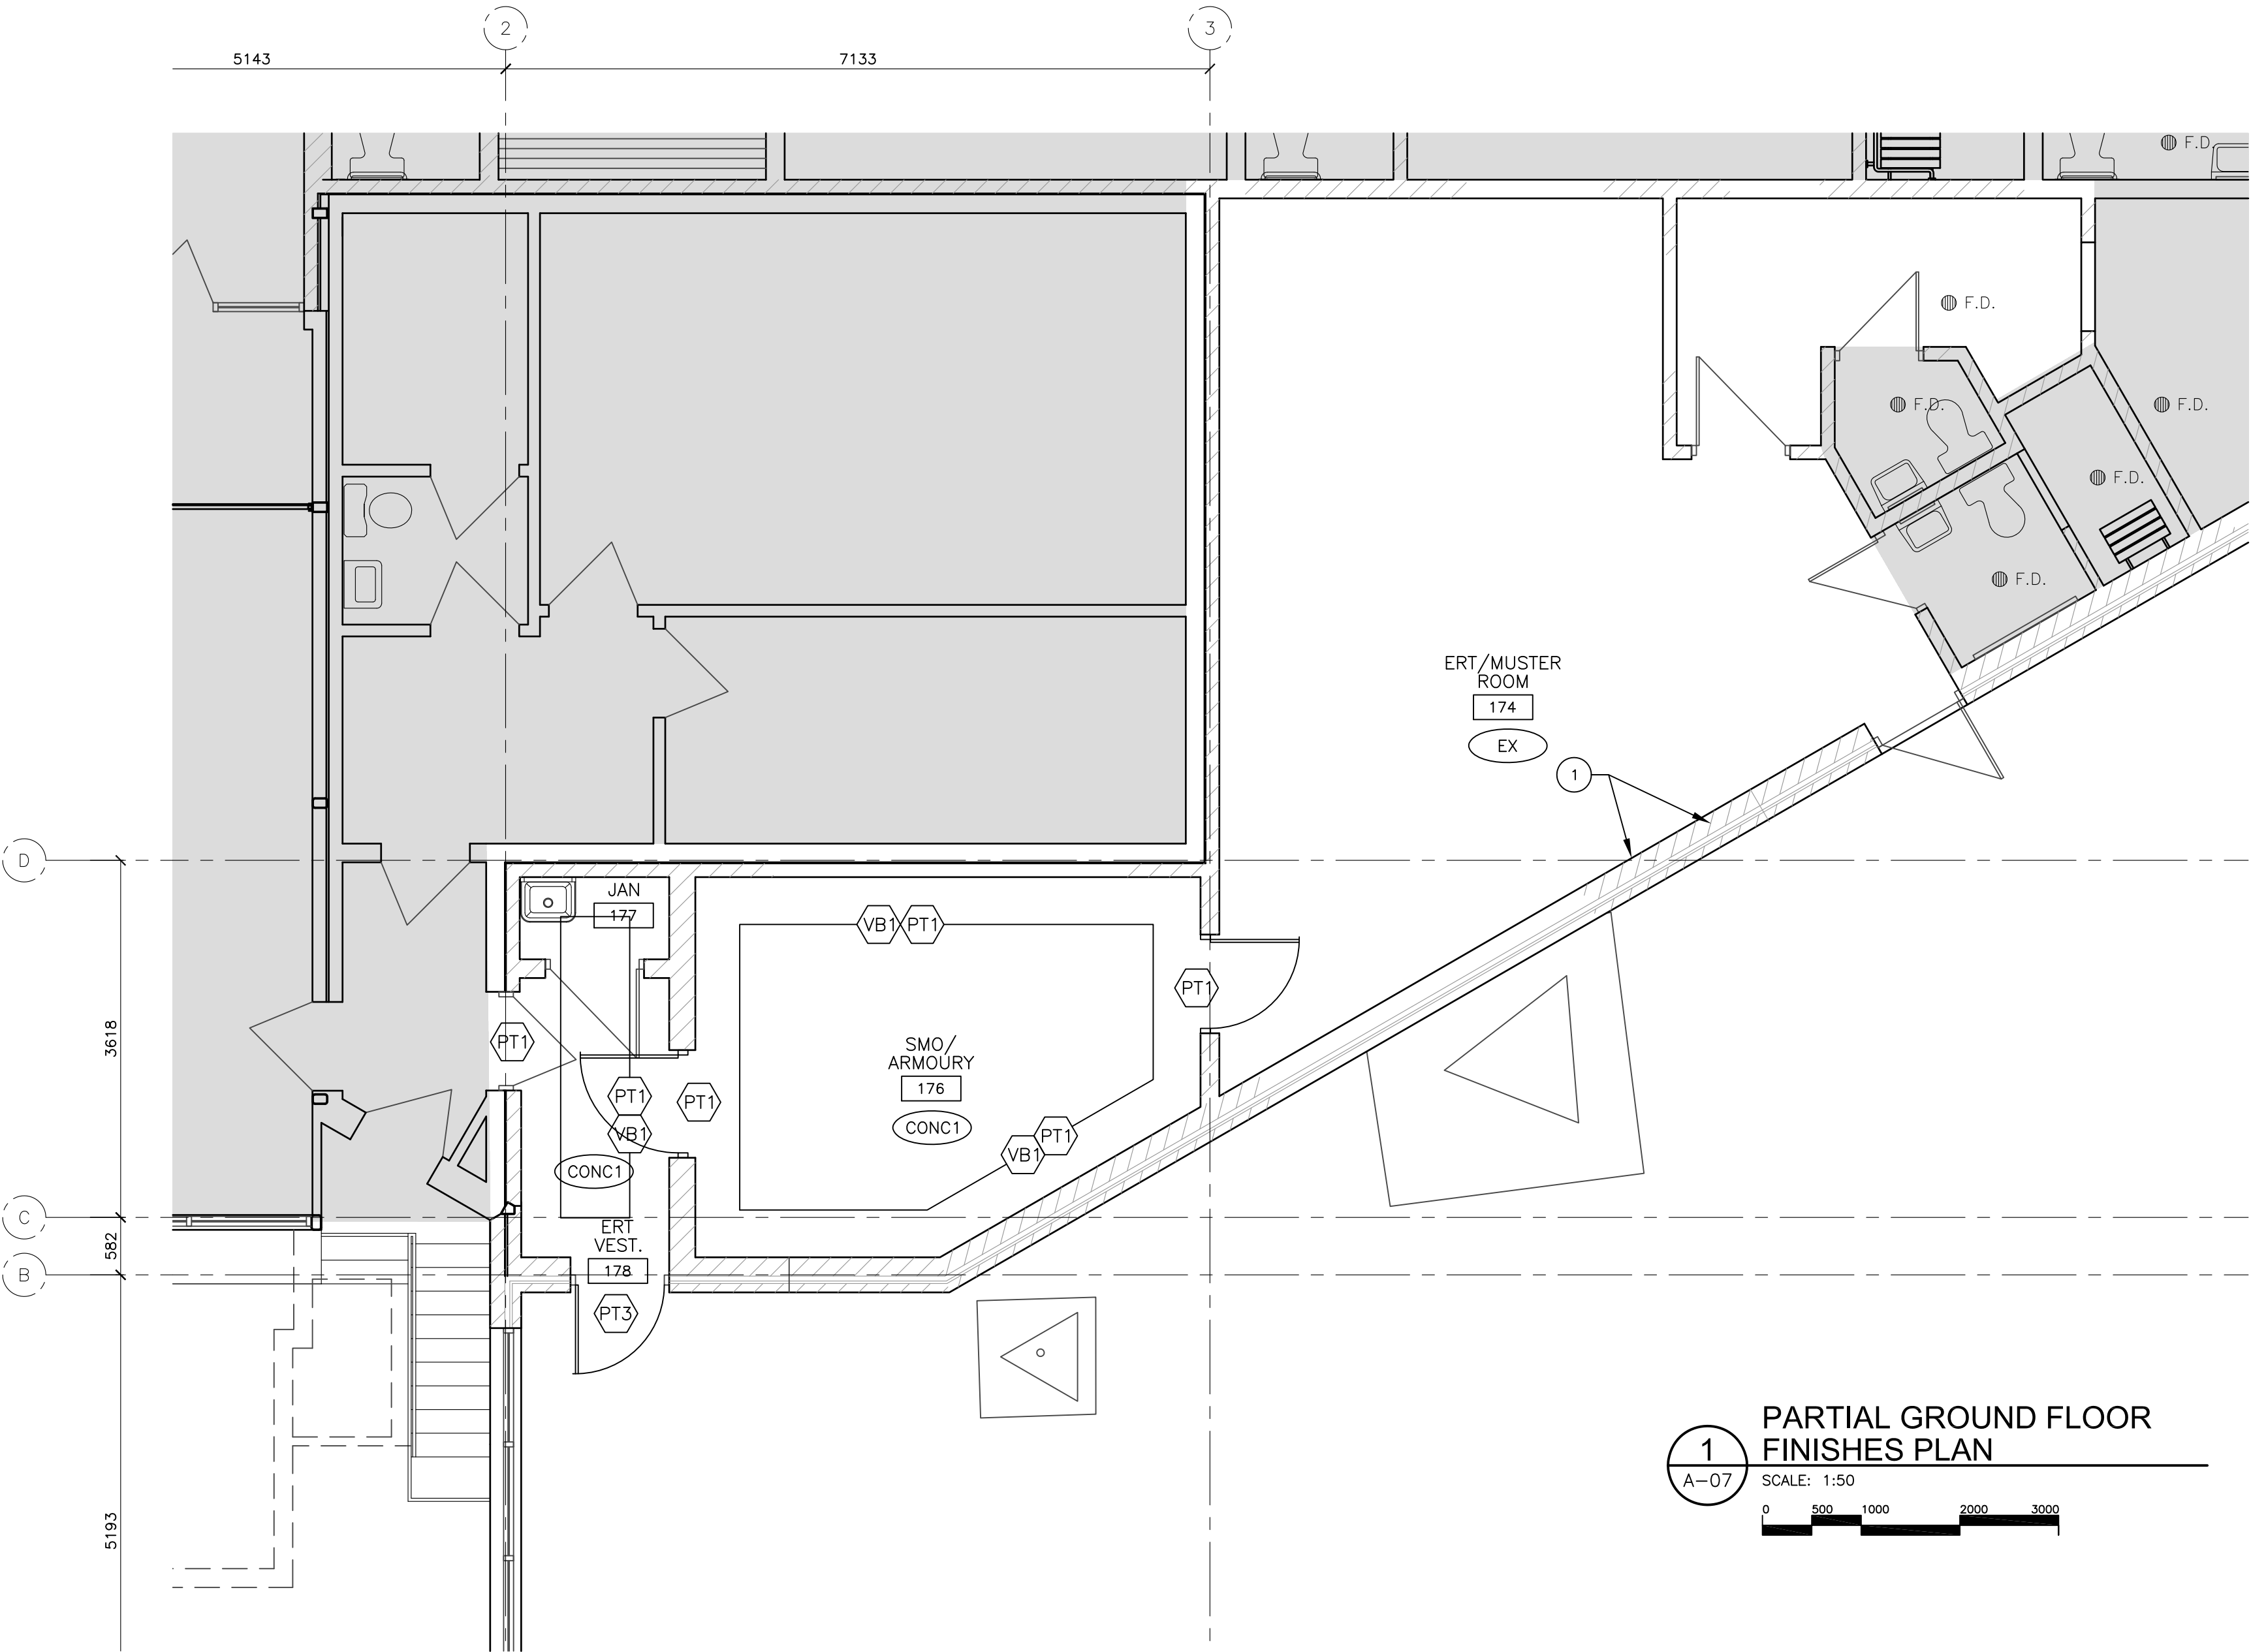 2
3
5143
7133
F.D.
F.D.
F.D.
F.D.
F.D.
F.D.
ERT/MUSTER
ROOM
174
EX
1
D
JAN
177
VB1
PT1
PT1
PT1
3618
SMO/
ARMOURY
176
CONC1
PT1
VB1
PT1
PT1
VB1
CONC1
C
582
ERT
VEST.
178
B
PT3
5193
1
A-07
PARTIAL GROUND FLOOR
FINISHES PLAN
SCALE: 1:50
0 500 1000 2000 3000